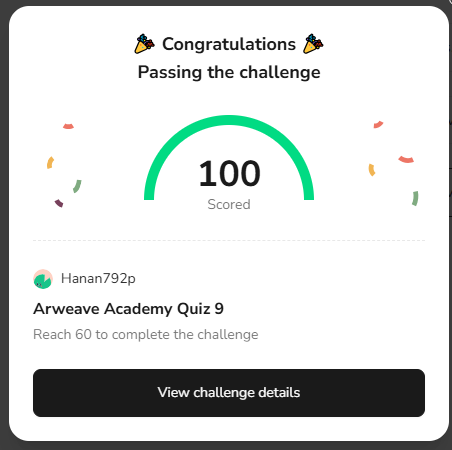 🎉 Congratulations 🎉
Passing the challenge
100
Scored
Hanan792p
Arweave Academy Quiz 9
Reach 60 to complete the challenge
View challenge details